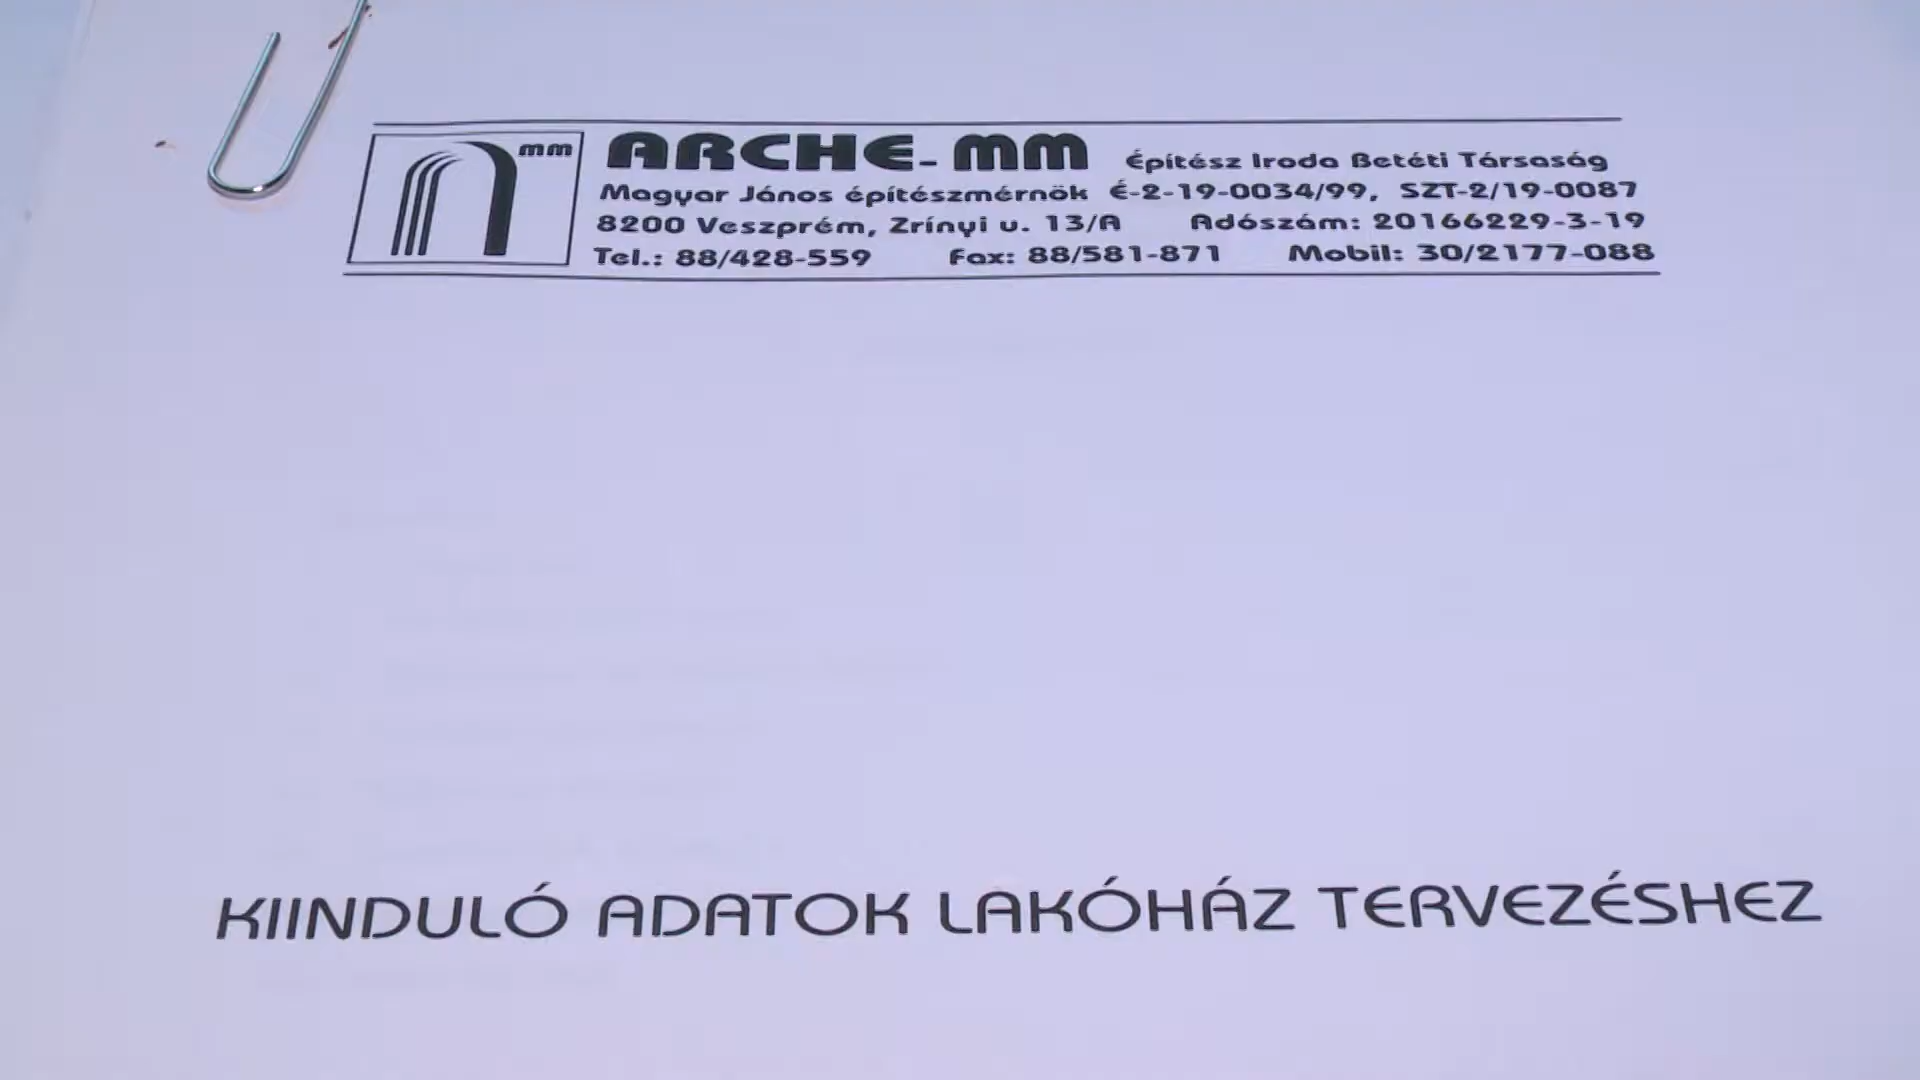 mm
ARCHE-MM Építész Iroda Betéti Társaság
Magyar János építészmérnök É-2-19-0034/99, SZT-2/19-0087
8200 Veszprém, Zrínyi u. 13/A Adószám: 20166229-3-19
Tel.: 88/428-559 Fax: 88/581-871 Mobil: 30/2177-088
KIINDULÓ ADATOK LAKÓHÁZ TERVEZÉSHEZ